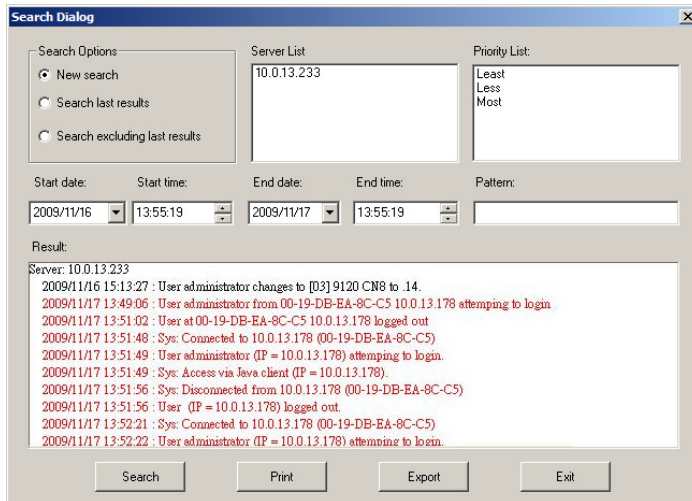 Search Dialog
Search Options
New search
Search last results
Search excluding last results
Server List
10.0.13.233
Priority List:
Least
Less
Most
Start date:
Start time:
End date:
End time:
Pattern:
2009/11/16
13:55:19
2009/11/17
13:55:19
Result:
Server: 10.0.13.233
2009/11/16 15:13:27 : User administrator changes to [03] 9120 CN8 to .14.
2009/11/17 13:49:06 : User administrator from 00-19-DB-EA-8C-C5 10.0.13.178 attemping to login
2009/11/17 13:51:02 : User at 00-19-DB-EA-8C-C5 10.0.13.178 logged out
2009/11/17 13:51:48 : Sys: Connected to 10.0.13.178 (00-19-DB-EA-8C-C5)
2009/11/17 13:51:49 : User administrator (IP = 10.0.13.178) attemping to login.
2009/11/17 13:51:49 : Sys: Access via Java client (IP = 10.0.13.178).
2009/11/17 13:51:56 : Sys: Disconnected from 10.0.13.178 (00-19-DB-EA-8C-C5)
2009/11/17 13:51:56 : User (IP = 10.0.13.178) logged out.
2009/11/17 13:52:21 : Sys: Connected to 10.0.13.178 (00-19-DB-EA-8C-C5)
2009/11/17 13:52:22 : User administrator (IP = 10.0.13.178) attemping to login.
Search
Print
Export
Exit